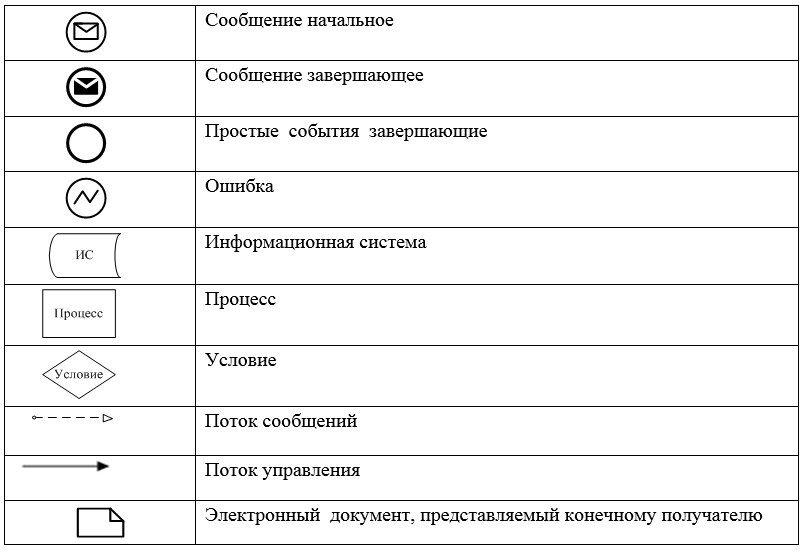 Сообщение начальное
Сообщение завершающее
Простые события завершающие
Ошибка
ИС
Информационная система
Процесс
Процесс
Условие
Условие
Поток сообщений
Поток управления
Электронный документ, представляемый конечному получателю